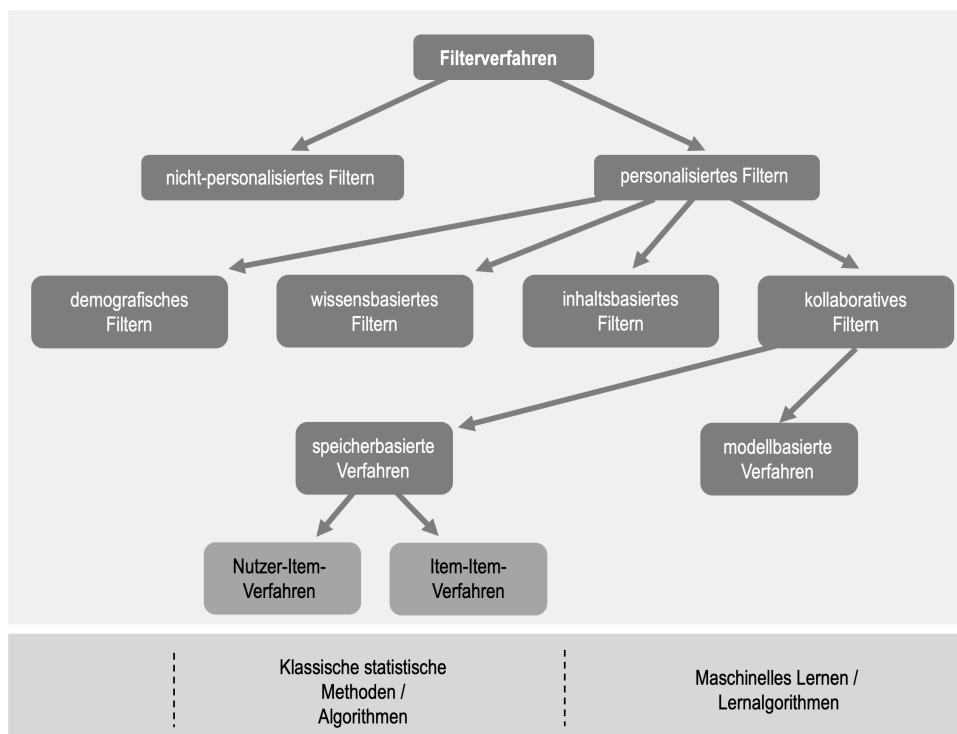 Filterverfahren
nicht-personalisiertes Filtern
personalisiertes Filtern
demografisches
Filtern
wissensbasiertes
Filtern
inhaltsbasiertes
Filtern
kollaboratives
Filtern
speicherbasierte
Verfahren
modellbasierte
Verfahren
Nutzer-Item-
Verfahren
Item-Item-
Verfahren
Klassische statistische
Methoden /
Algorithmen
Maschinelles Lernen /
Lernalgorithmen